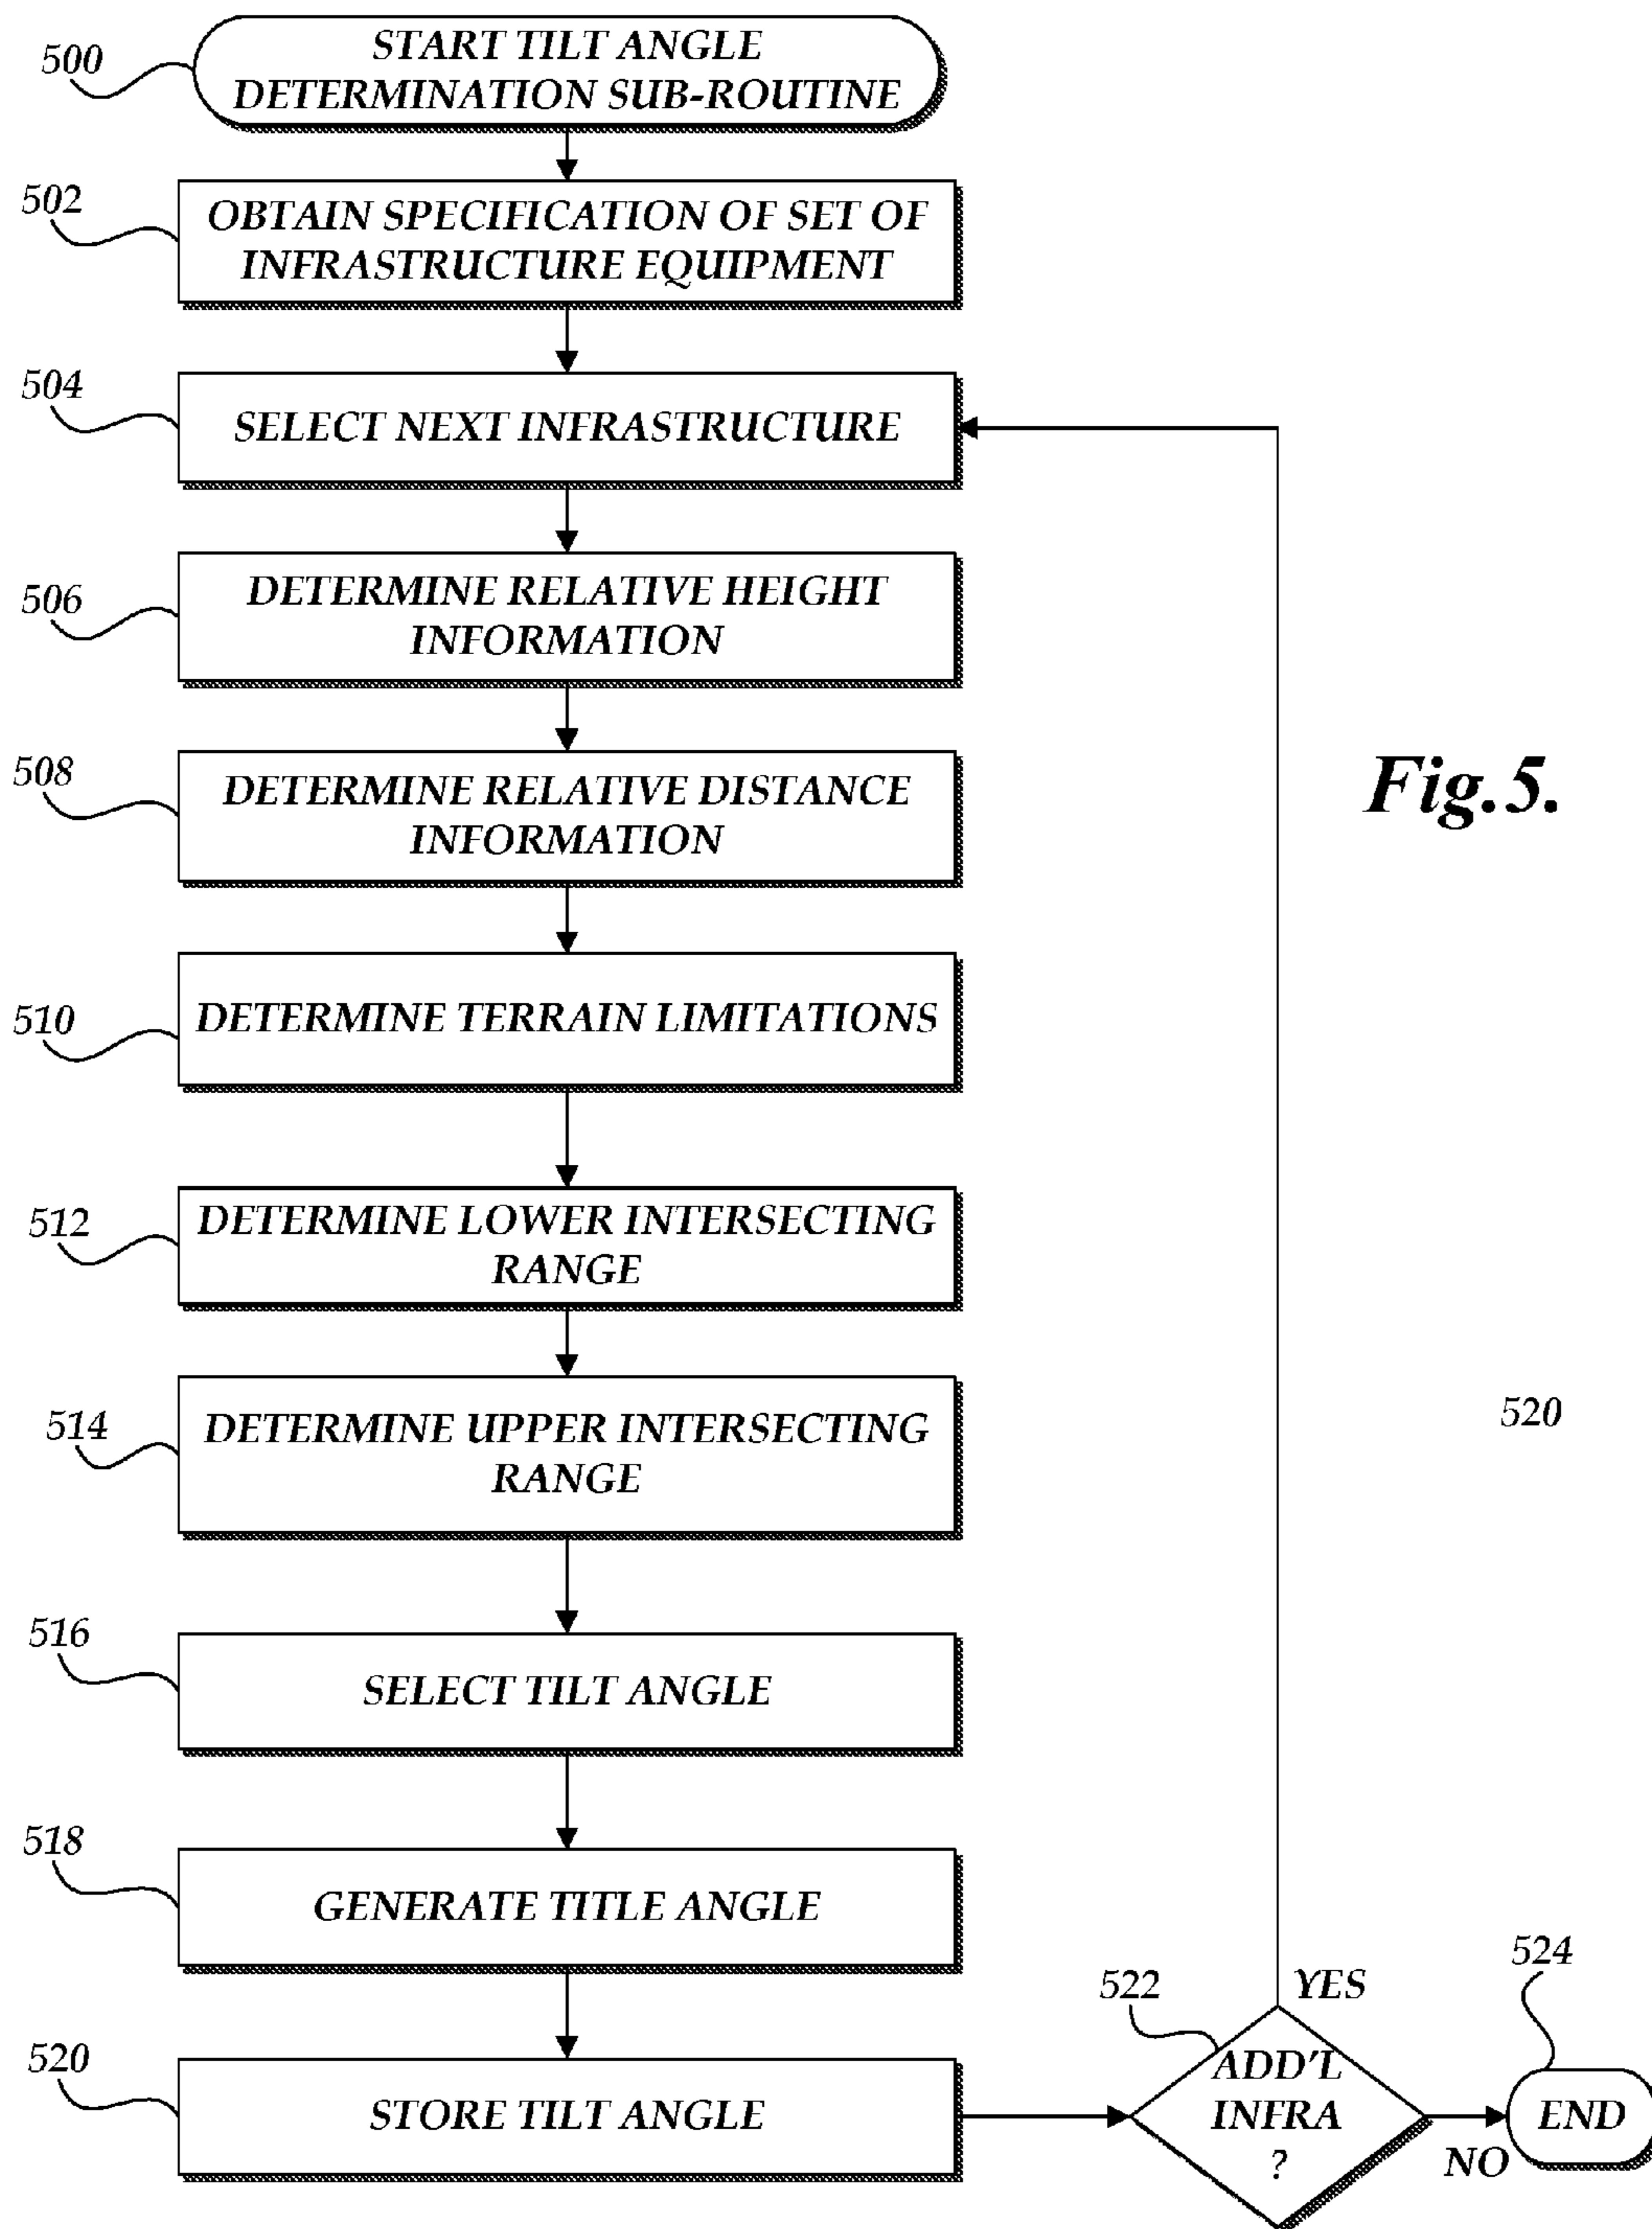 500
START TILT ANGLE
DETERMINATION SUB-ROUTINE
502
OBTAIN SPECIFICATION OF SET OF
INFRASTRUCTURE EQUIPMENT
504
SELECT NEXT INFRASTRUCTURE
506
DETERMINE RELATIVE HEIGHT
INFORMATION
508
DETERMINE RELATIVE DISTANCE
INFORMATION
Fig.5.
510
DETERMINE TERRAIN LIMITATIONS
512
DETERMINE LOWER INTERSECTING
RANGE
514
DETERMINE UPPER INTERSECTING
RANGE
520
516
SELECT TILT ANGLE
518
GENERATE TITLE ANGLE
520
STORE TILT ANGLE
522
YES
ADD'L
INFRA
?
NO
524
END